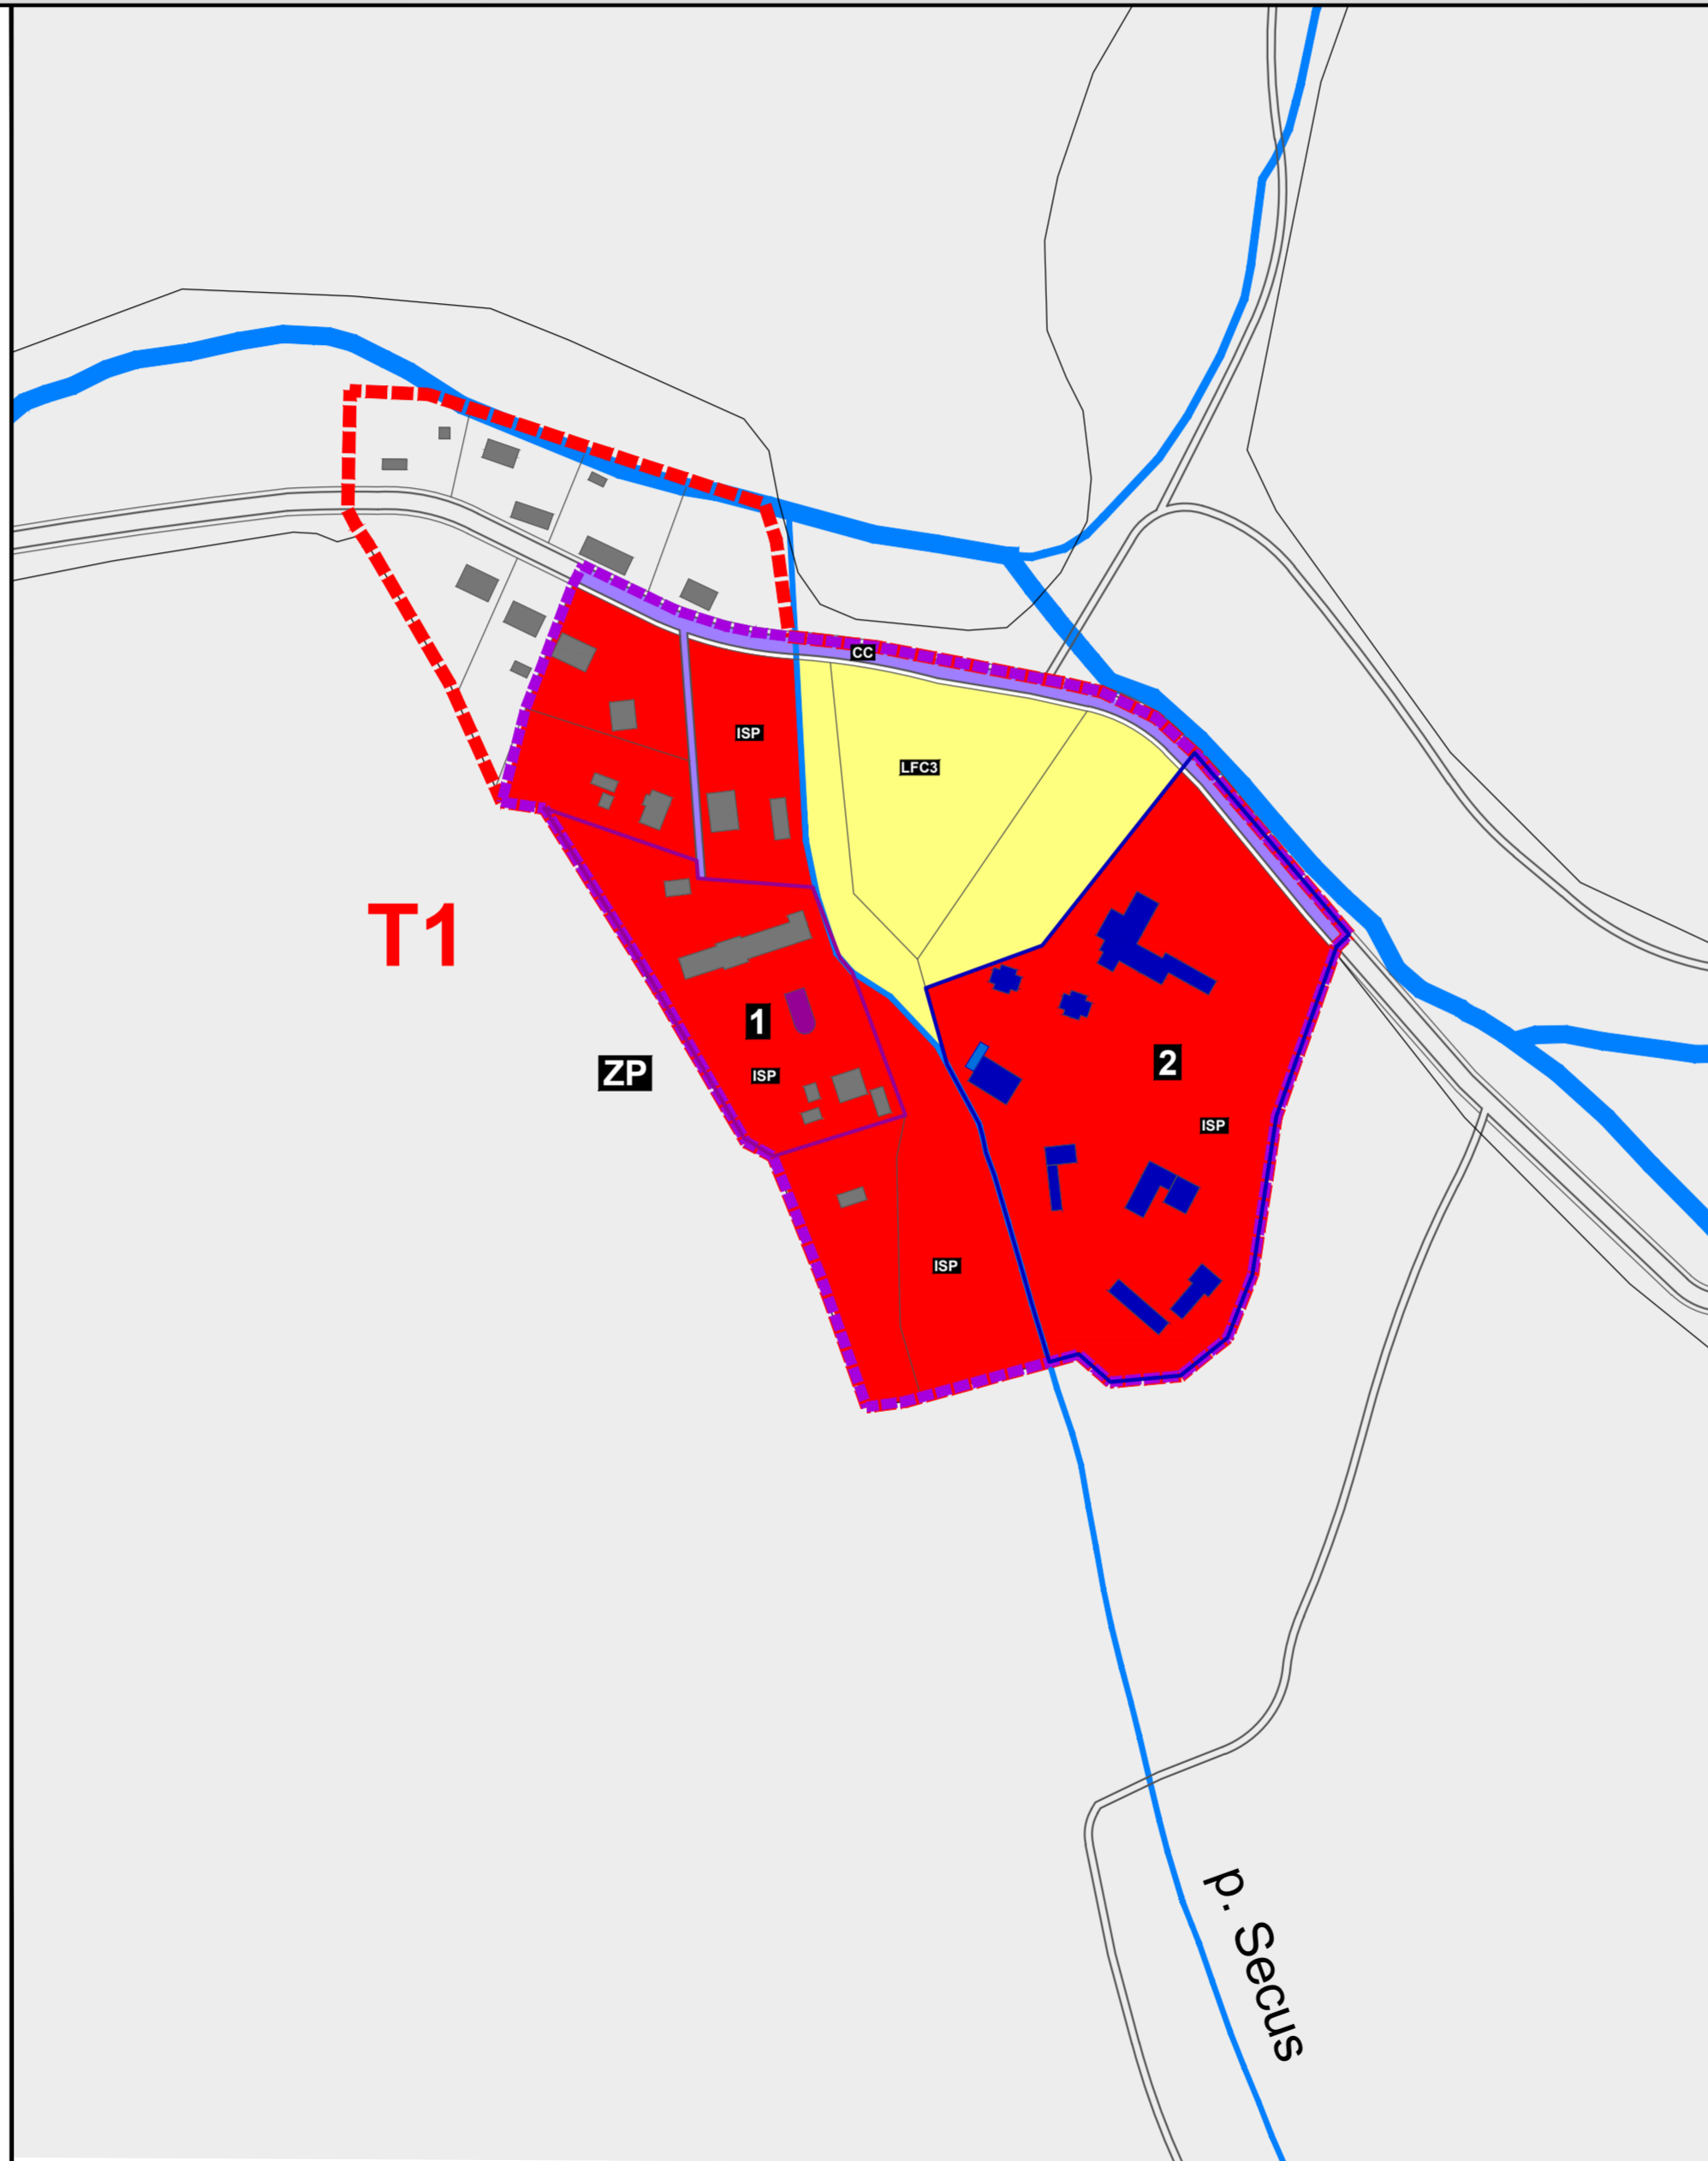 CC
ISP
LFC3
T1
1
ZP
ISP
2
ISP
ISP
p. Secus